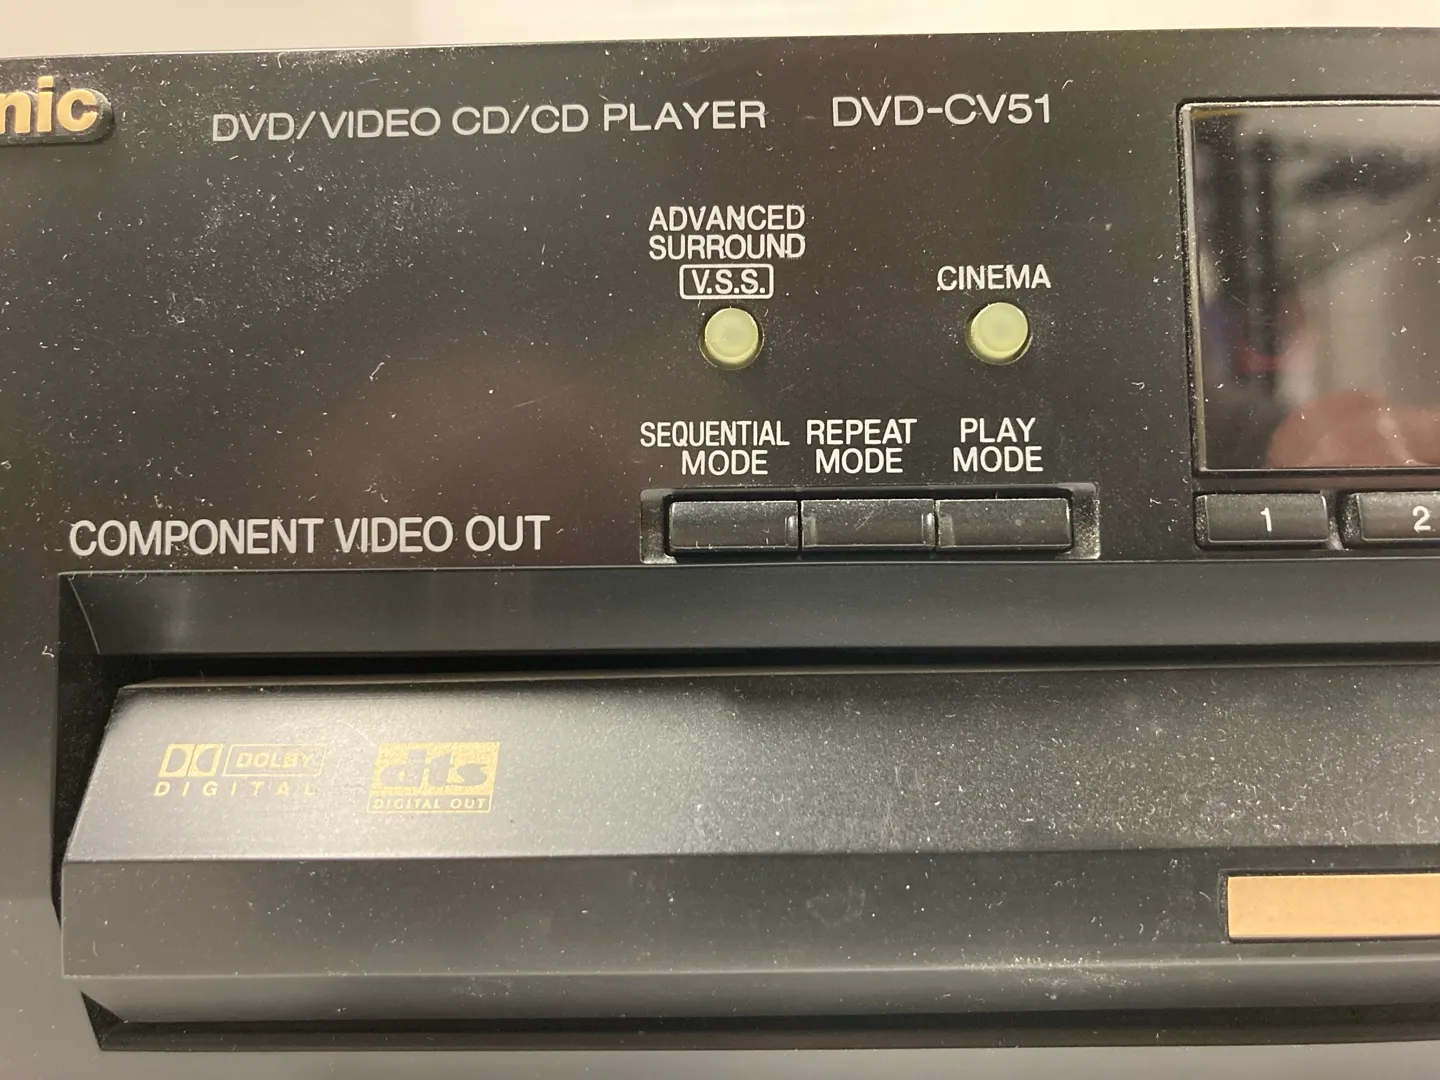 nic
DVD/VIDEO CD/CD PLAYER DVD-CV51
ADVANCED
SURROUND
V.S.S.
CINEMA
SEQUENTIAL
MODE
REPEAT
MODE
PLAY
MODE
1 2
COMPONENT VIDEO OUT
DOLBY
DIGITAL
dts
DIGITAL OUT